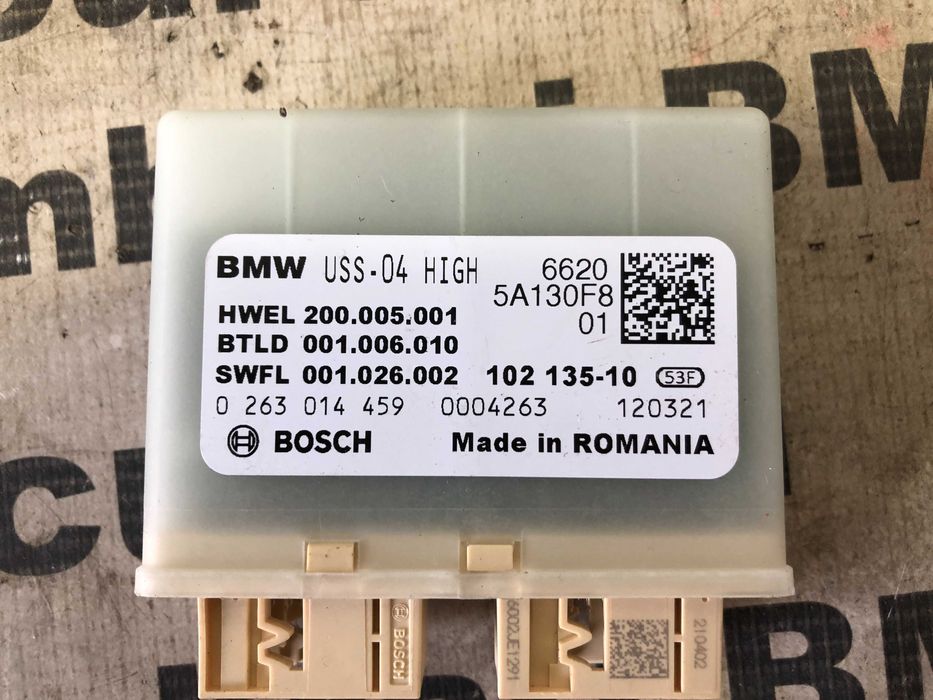 BMW USS-04 HIGH 6620
5A130F8
01
HWEL 200.005.001
BTLD 001.006.010
SWFL 001.026.002 102 135-10 53F
0 263 014 459 0004263 120321
BOSCH Made in ROMANIA
BOSCH
210402